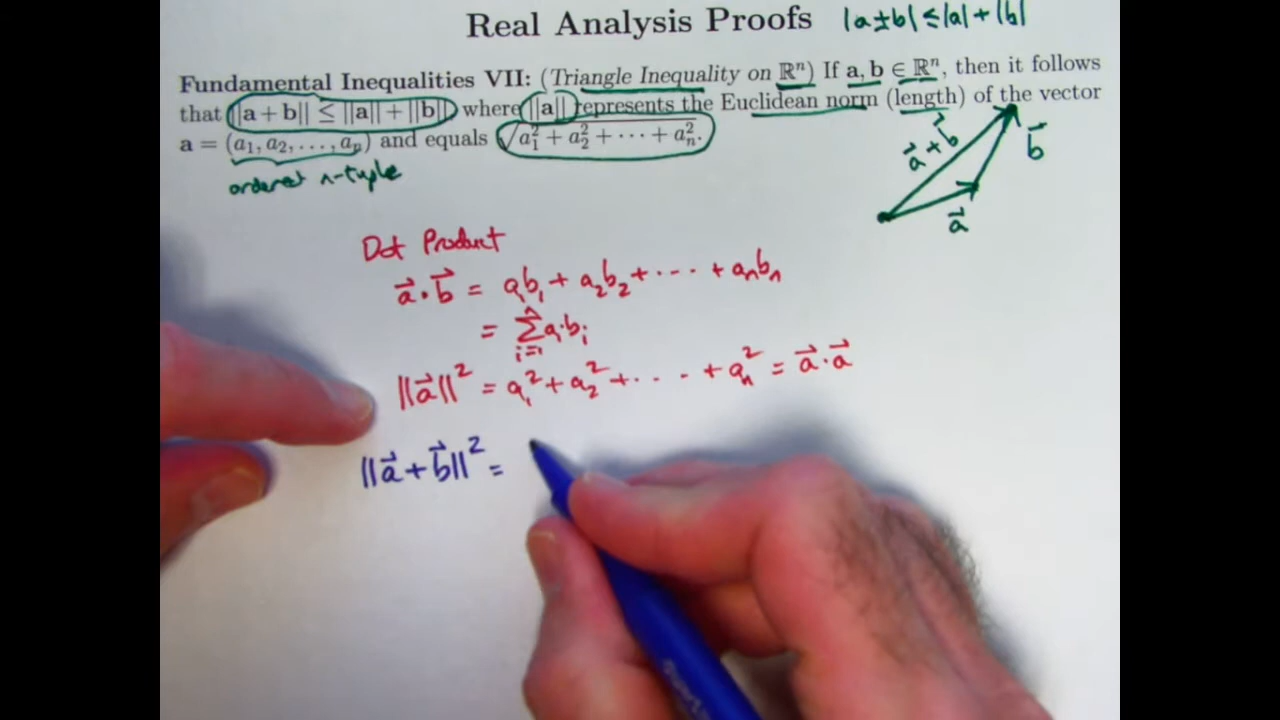 Real Analysis Proofs |a±b| ≤ |a|+|b|
Fundamental Inequalities VII: (Triangle Inequality on ℝⁿ) If a, b ∈ ℝⁿ, then it follows
that ||a + b|| ≤ ||a|| + ||b|| where ||a|| represents the Euclidean norm (length) of the vector
a = (a₁, a₂, . . . , aₙ) and equals √(a₁² + a₂² + · · · + aₙ²).
ordered n-tuple
a⃗+b⃗
b⃗
a⃗
Dot Product
a⃗·b⃗ = a₁b₁ + a₂b₂ + ···· + aₙbₙ
= ∑ⁿᵢ₌₁ aᵢbᵢ
||a⃗||² = a₁² + a₂² + ···· + aₙ² = a⃗·a⃗
||a⃗+b⃗||² =